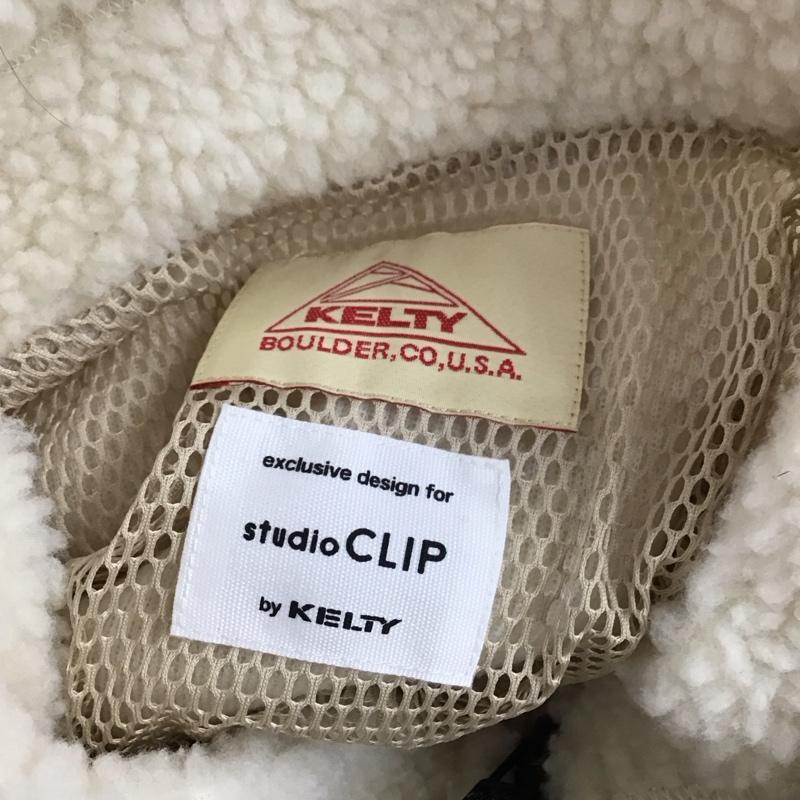 KELTY
BOULDER,CO,U.S.A.
exclusive design for
studio CLIP
by KELTY